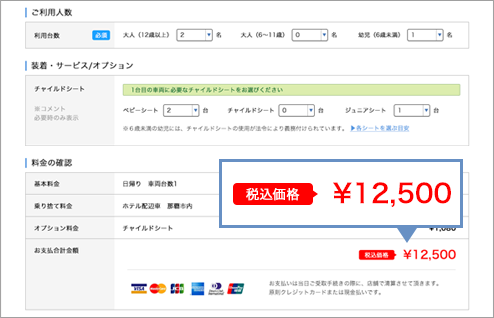 ご利用人数
利用台数 必須 大人（12歳以上） 2 名 大人（6〜11歳） 0 名 幼児（6歳未満） 1 名
装着・サービス/オプション
チャイルドシート 1台目の車両に必要なチャイルドシートをお選びください
※コメント
必要時のみ表示
ベビーシート 2 台 チャイルドシート 0 台 ジュニアシート 1 台
※６歳未満の幼児には、チャイルドシートの使用が法令により義務付けられています。 ▶各シートを選ぶ目安
料金の確認
基本料金 日帰り 車両台数1
税込価格 ¥12,500
乗り捨て料金 ホテル配辺車 那覇市内
オプション料金 チャイルドシート ¥1,080
お支払合計金額 税込価格 ¥12,500
VISA MasterCard JCB AMERICAN EXPRESS Diners Club UnionPay
お支払いは当日ご受取手続きの際に、店舗で清算させて頂きます。
原則クレジットカードまたは現金払いです。